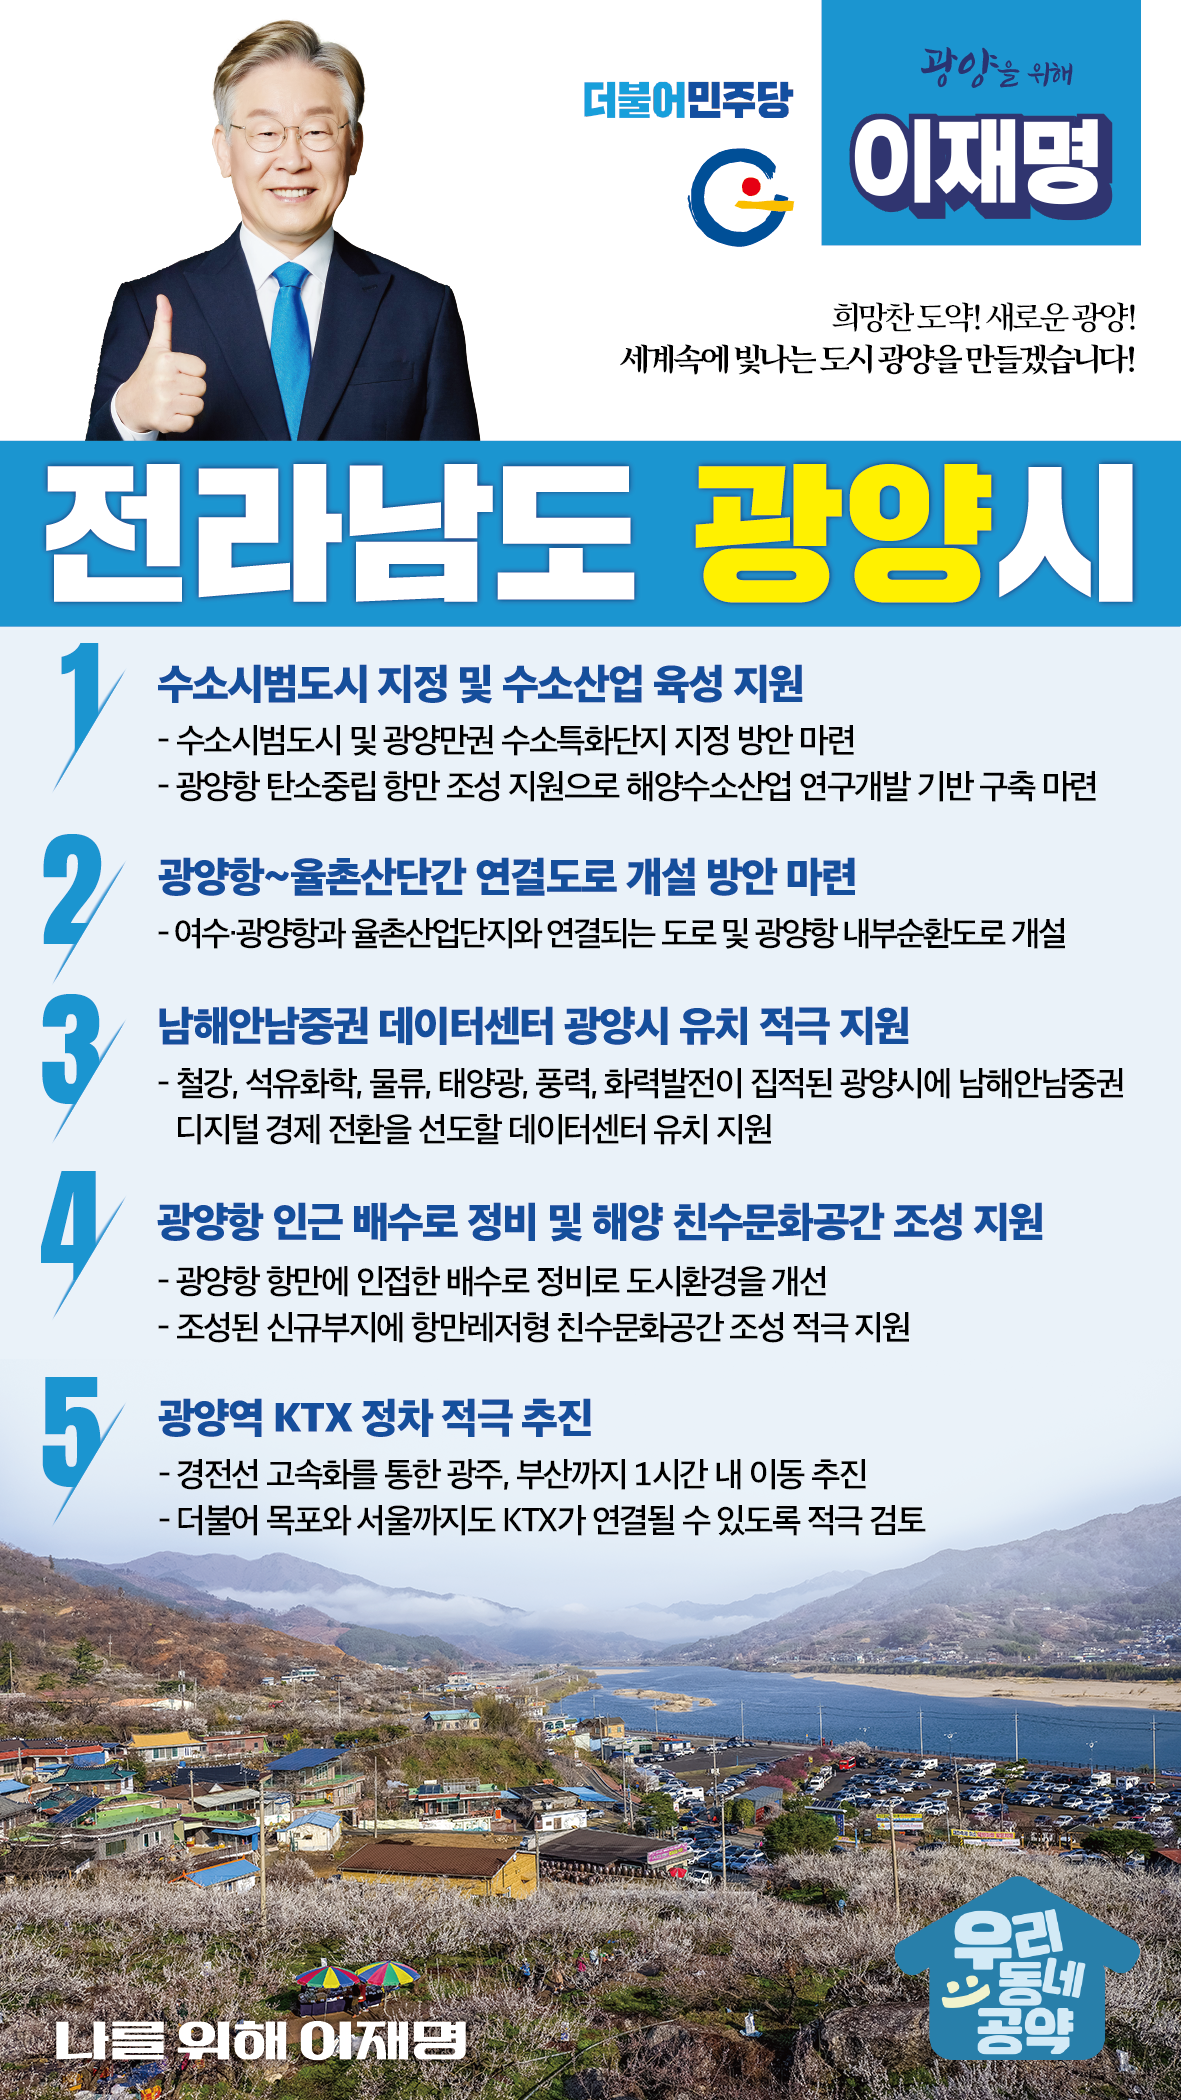 더불어민주당
광양을 위해
이재명
희망찬 도약! 새로운 광양!
세계속에 빛나는 도시 광양을 만들겠습니다!
전라남도 광양시
1
수소시범도시 지정 및 수소산업 육성 지원
- 수소시범도시 및 광양만권 수소특화단지 지정 방안 마련
- 광양항 탄소중립 항만 조성 지원으로 해양수소산업 연구개발 기반 구축 마련
2
광양항~율촌산단간 연결도로 개설 방안 마련
- 여수·광양항과 율촌산업단지와 연결되는 도로 및 광양항 내부순환도로 개설
3
남해안남중권 데이터센터 광양시 유치 적극 지원
- 철강, 석유화학, 물류, 태양광, 풍력, 화력발전이 집적된 광양시에 남해안남중권
디지털 경제 전환을 선도할 데이터센터 유치 지원
4
광양항 인근 배수로 정비 및 해양 친수문화공간 조성 지원
- 광양항 항만에 인접한 배수로 정비로 도시환경을 개선
- 조성된 신규부지에 항만레저형 친수문화공간 조성 적극 지원
5
광양역 KTX 정차 적극 추진
- 경전선 고속화를 통한 광주, 부산까지 1시간 내 이동 추진
- 더불어 목포와 서울까지도 KTX가 연결될 수 있도록 적극 검토
우리
동네
공약
나를 위해 이재명